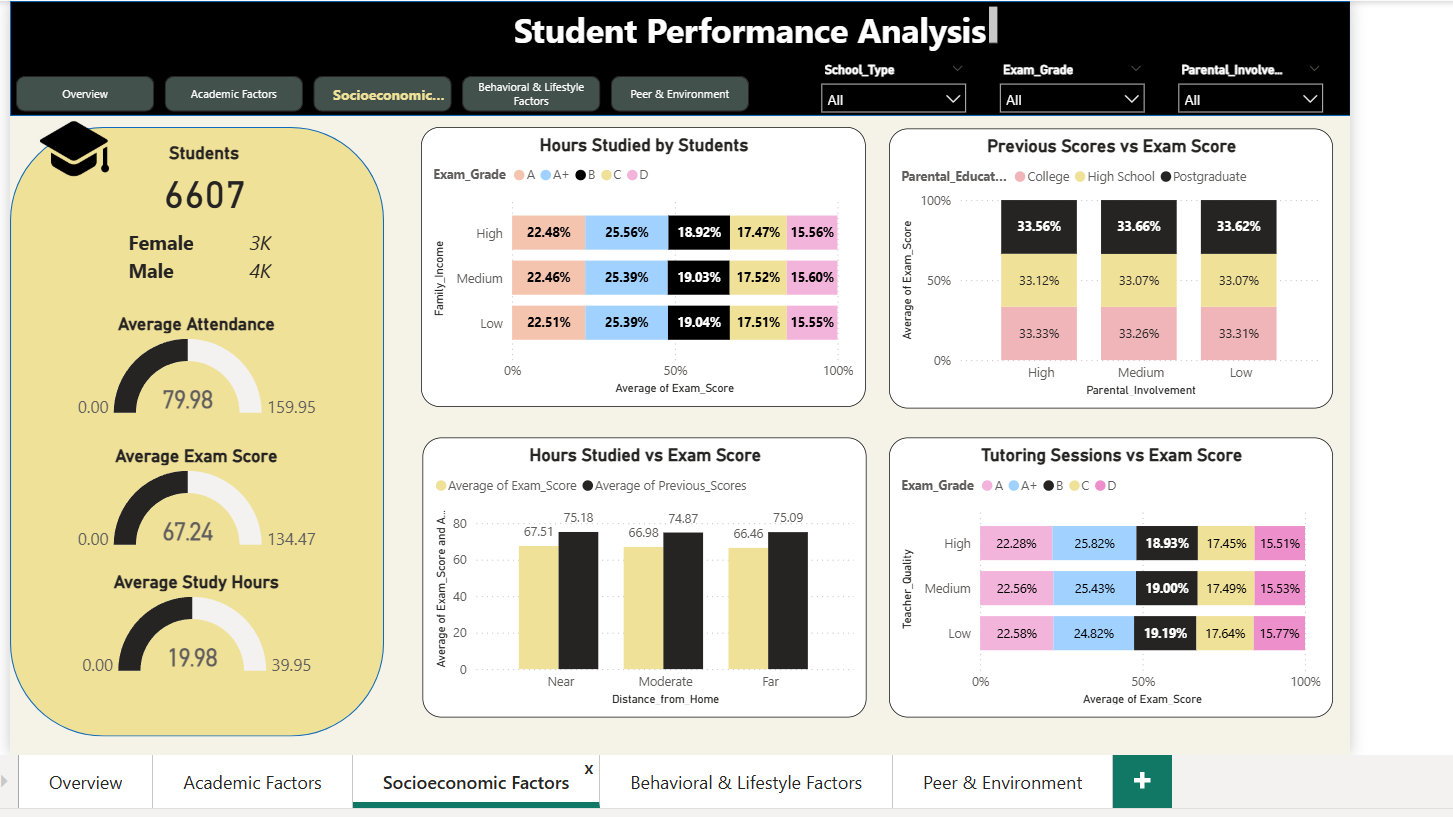 Student Performance Analysis
School_Type
Exam_Grade
Parental_Involve...
Overview
Academic Factors
Socioeconomic...
Behavioral & Lifestyle
Factors
Peer & Environment
All
All
All
Students
6607
Female 3K
Male 4K
Average Attendance
79.98
0.00
159.95
Average Exam Score
67.24
0.00
134.47
Average Study Hours
19.98
0.00
39.95
Hours Studied by Students
Exam_Grade A A+ B C D
Family_Income
High 22.48% 25.56% 18.92% 17.47% 15.56%
Medium 22.46% 25.39% 19.03% 17.52% 15.60%
Low 22.51% 25.39% 19.04% 17.51% 15.55%
0% 50% 100%
Average of Exam_Score
Previous Scores vs Exam Score
Parental_Educat... College High School Postgraduate
Average of Exam_Score
100%
33.56% 33.66% 33.62%
50%
33.12% 33.07% 33.07%
33.33% 33.26% 33.31%
0%
High Medium Low
Parental_Involvement
Hours Studied vs Exam Score
Average of Exam_Score Average of Previous_Scores
Average of Exam_Score and A...
80
60
40
20
0
67.51 75.18 66.98 74.87 66.46 75.09
Near Moderate Far
Distance_from_Home
Tutoring Sessions vs Exam Score
Exam_Grade A A+ B C D
Teacher_Quality
High 22.28% 25.82% 18.93% 17.45% 15.51%
Medium 22.56% 25.43% 19.00% 17.49% 15.53%
Low 22.58% 24.82% 19.19% 17.64% 15.77%
0% 50% 100%
Average of Exam_Score
Overview
Academic Factors
Socioeconomic Factors
x
Behavioral & Lifestyle Factors
Peer & Environment
+